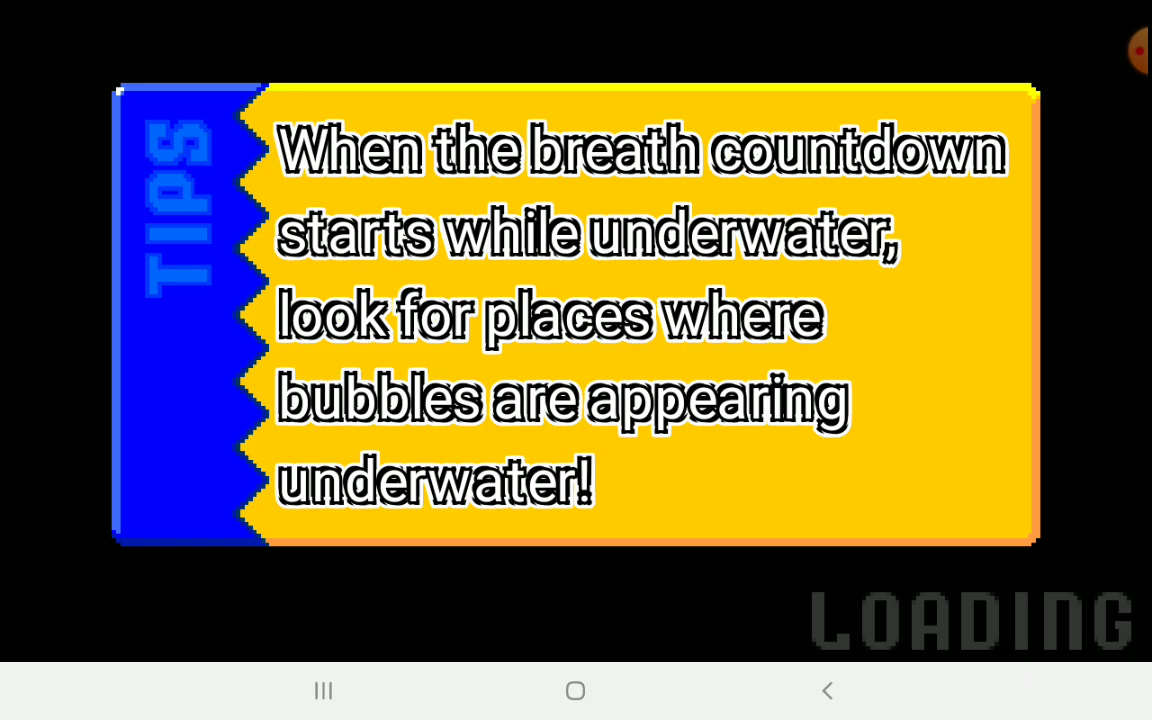 TIPS
When the breath countdown
starts while underwater,
look for places where
bubbles are appearing
underwater!
LOADING